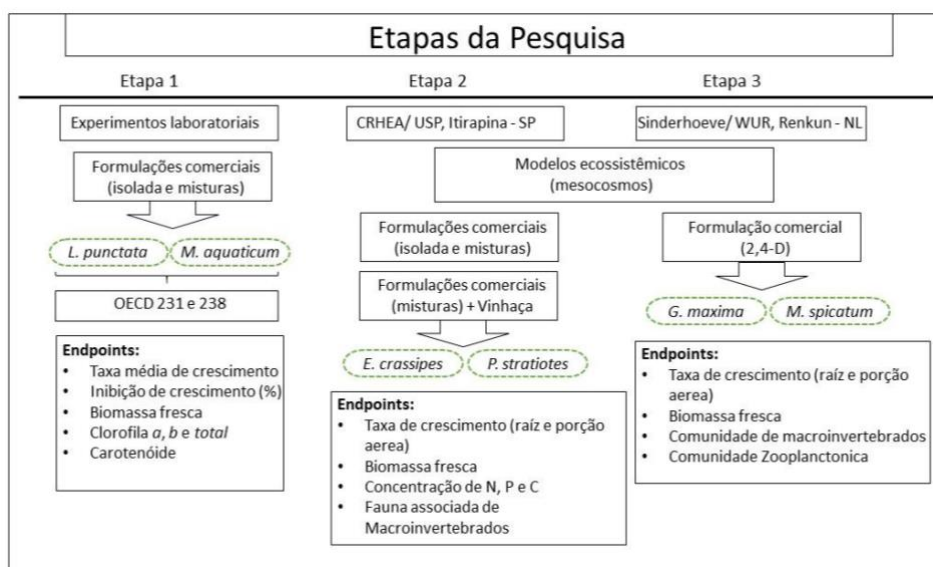 Etapas da Pesquisa
Etapa 1
Etapa 2
Etapa 3
Experimentos laboratoriais
CRHEA/ USP, Itirapina - SP
Sinderhoeve/ WUR, Renkun - NL
Formulações comerciais
(isolada e misturas)
Modelos ecossistêmicos
(mesocosmos)
L. punctata
M. aquaticum
OECD 231 e 238
Endpoints:
• Taxa média de crescimento
• Inibição de crescimento (%)
• Biomassa fresca
• Clorofila a, b e total
• Carotenóide
Formulações comerciais
(isolada e misturas)
Formulações comerciais
(misturas) + Vinhaça
E. crassipes
P. stratiotes
Endpoints:
• Taxa de crescimento (raíz e porção
aerea)
• Biomassa fresca
• Concentração de N, P e C
• Fauna associada de
Macroinvertebrados
Formulação comercial
(2,4-D)
G. maxima
M. spicatum
Endpoints:
• Taxa de crescimento (raíz e porção
aerea)
• Biomassa fresca
• Comunidade de macroinvertebrados
• Comunidade Zooplanctonica